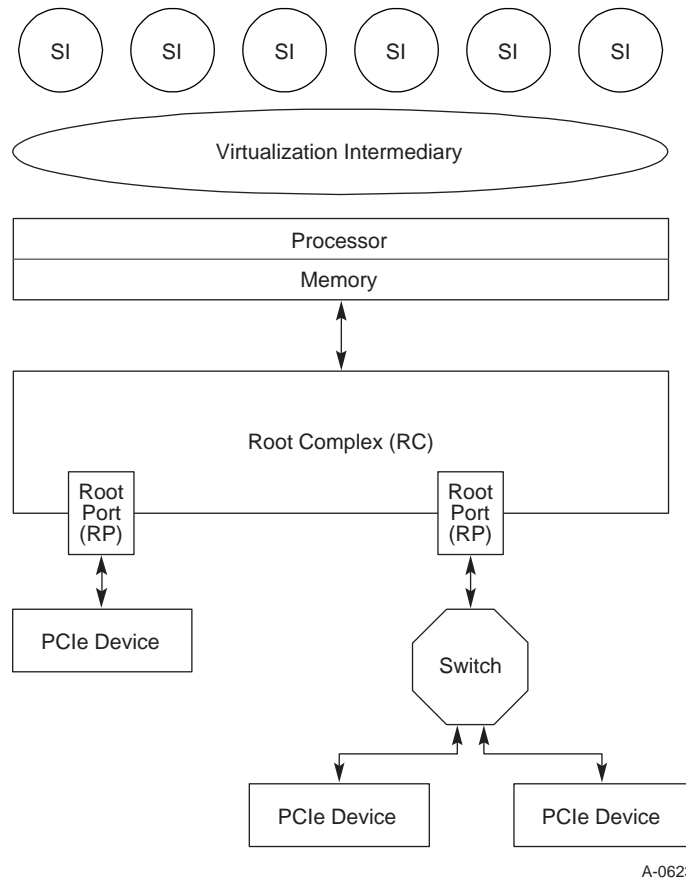 SI SI SI SI SI SI
Virtualization Intermediary
Processor
Memory
Root Complex (RC)
Root
Port
(RP)
Root
Port
(RP)
PCIe Device
Switch
PCIe Device
PCIe Device